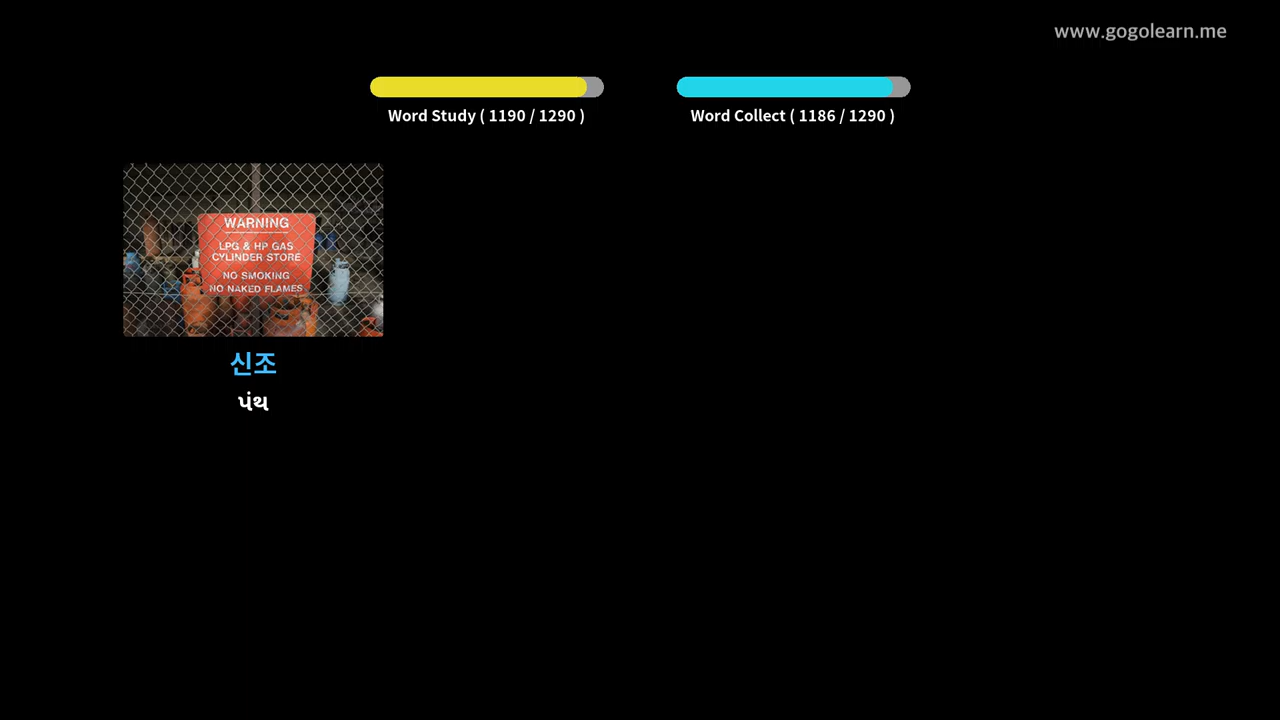 www.gogolearn.me
Word Study ( 1190 / 1290 )
Word Collect ( 1186 / 1290 )
WARNING
LPG & HP GAS
CYLINDER STORE
NO SMOKING
NO NAKED FLAMES
신조
પંથ